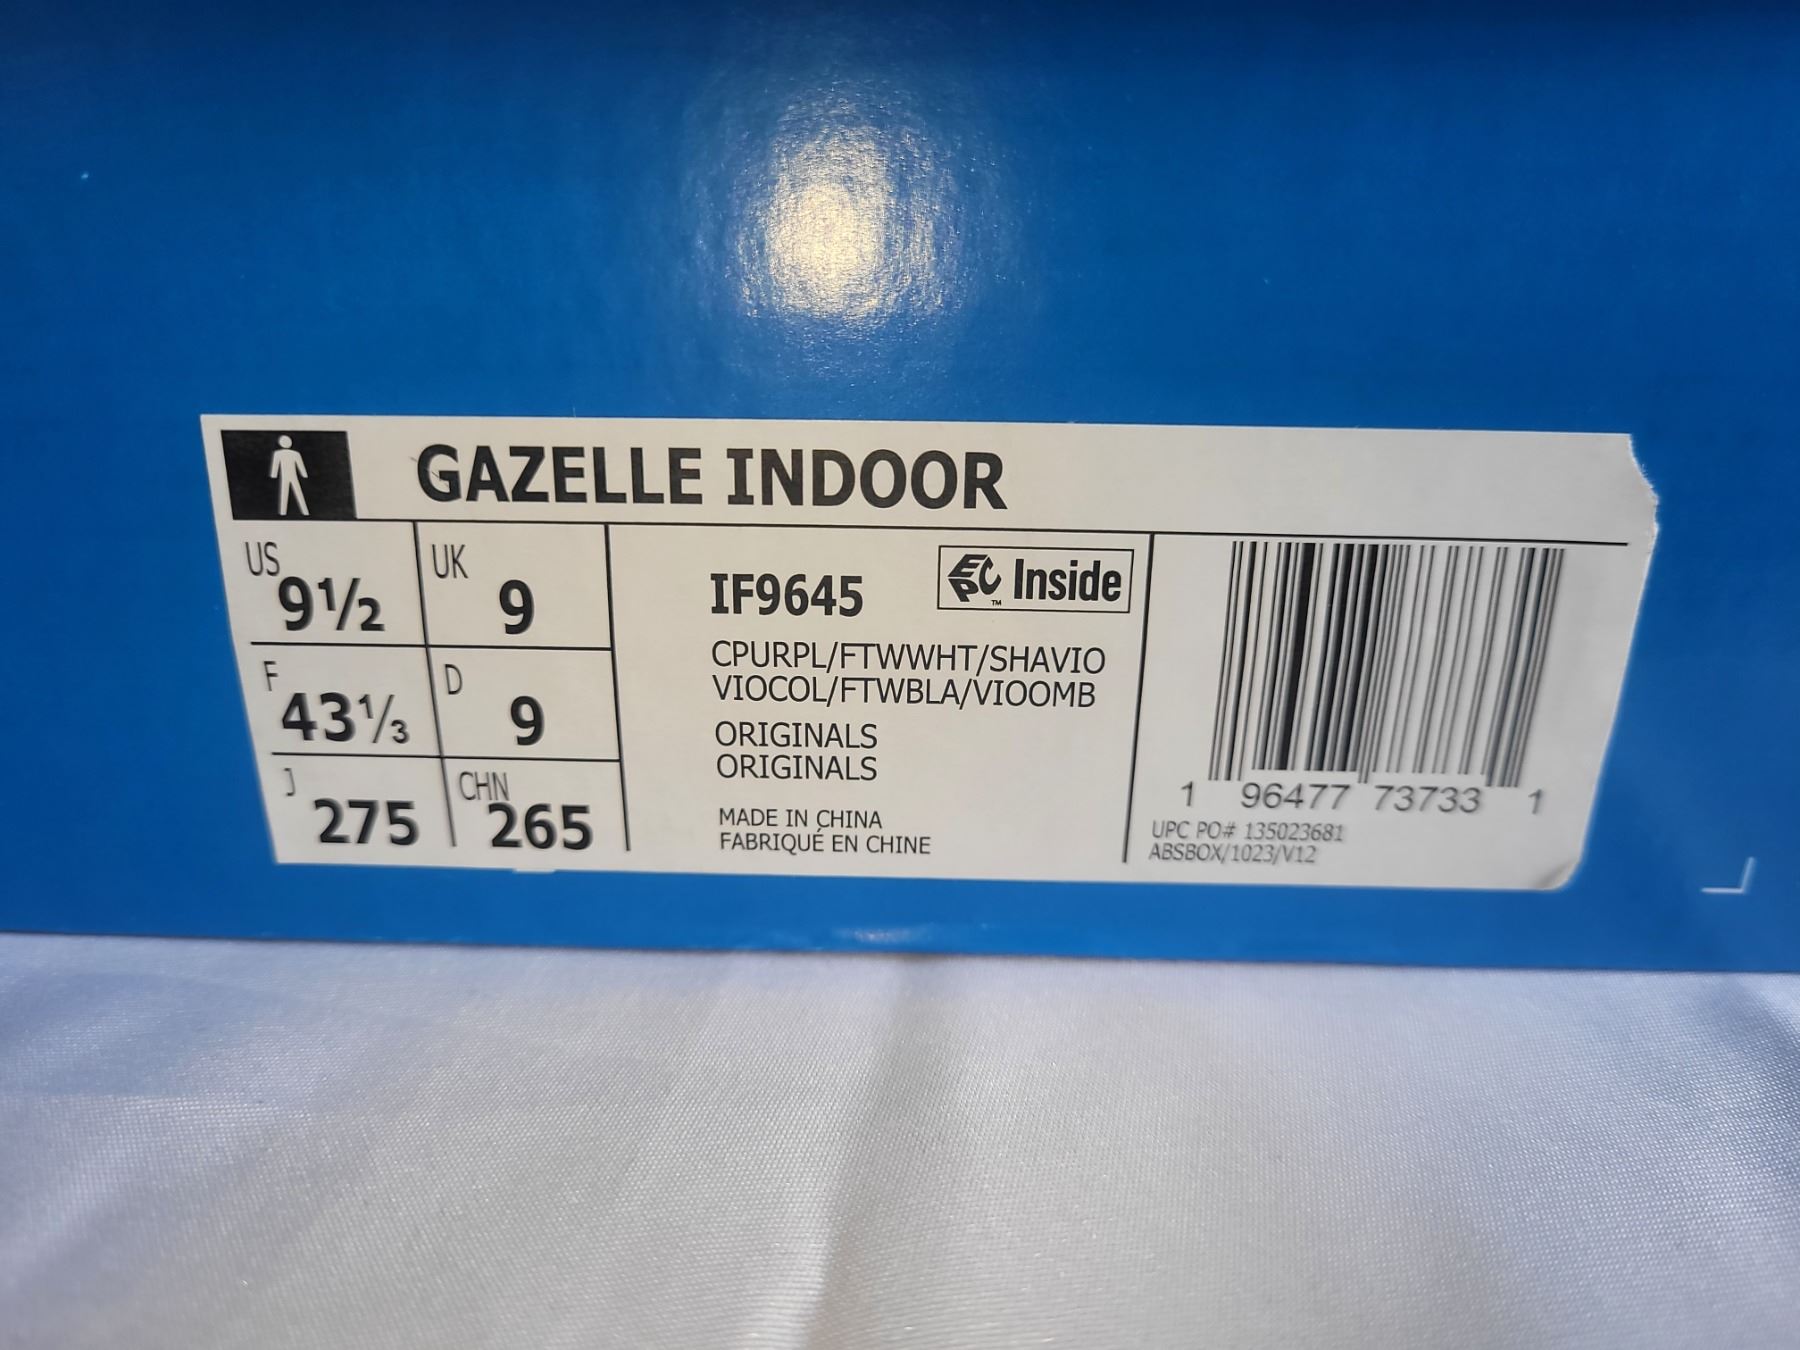 GAZELLE INDOOR
US 9½
UK 9
F 43⅓
D 9
J 275
CHN 265
IF9645
EPC Inside
™
CPURPL/FTWWHT/SHAVIO
VIOCOL/FTWBLA/VIOOMB
ORIGINALS
ORIGINALS
MADE IN CHINA
FABRIQUÉ EN CHINE
1 96477 73733 1
UPC PO# 135023681
ABSBOX/1023/V12